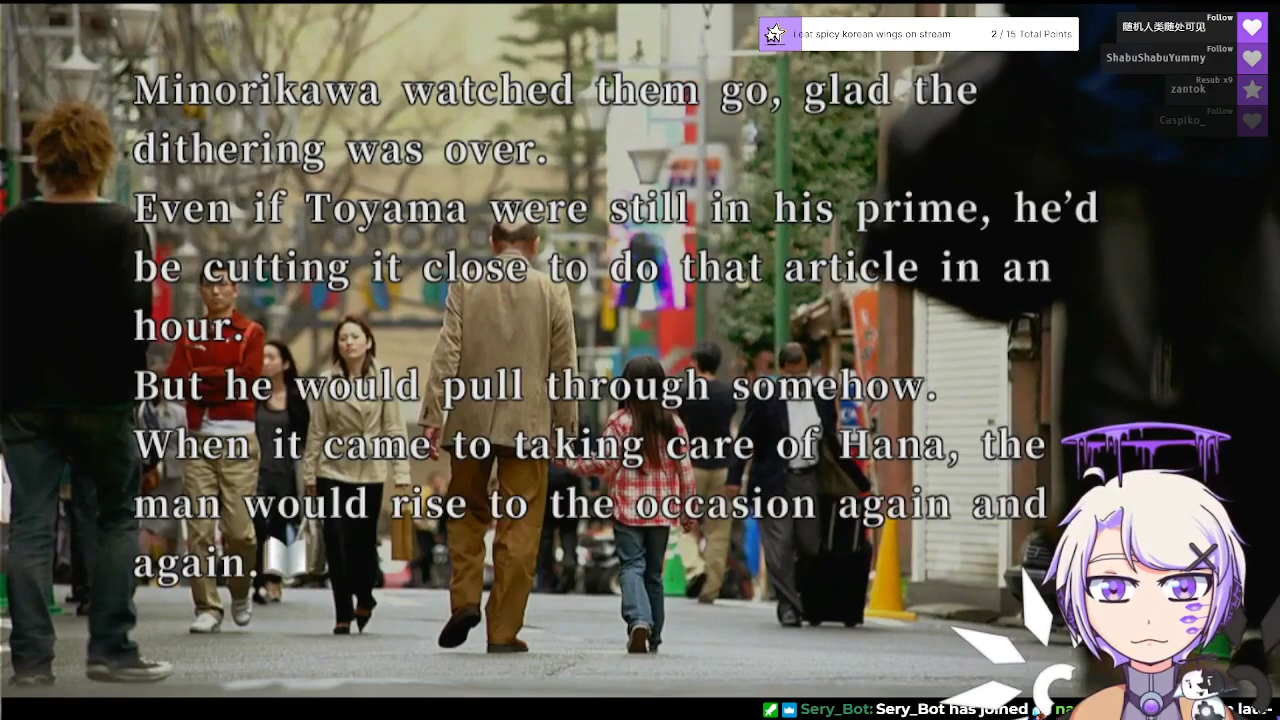 Follow
随机人类随处可见
i eat spicy korean wings on stream 2 / 15 Total Points
Follow
ShabuShabuYummy
Resub x9
zantok
Follow
Caspiko_
Minorikawa watched them go, glad the
dithering was over.
Even if Toyama were still in his prime, he’d
be cutting it close to do that article in an
hour.
But he would pull through somehow.
When it came to taking care of Hana, the
man would rise to the occasion again and
again.
Sery_Bot: Sery_Bot has joined